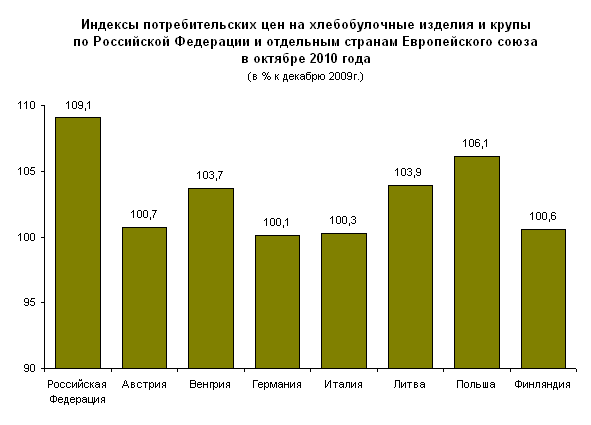 Индексы потребительских цен на хлебобулочные изделия и крупы
по Российской Федерации и отдельным странам Европейского союза
в октябре 2010 года
(в % к декабрю 2009г.)
110
105
100
95
90
109,1
100,7
103,7
100,1
100,3
103,9
106,1
100,6
Российская
Федерация
Австрия
Венгрия
Германия
Италия
Литва
Польша
Финляндия